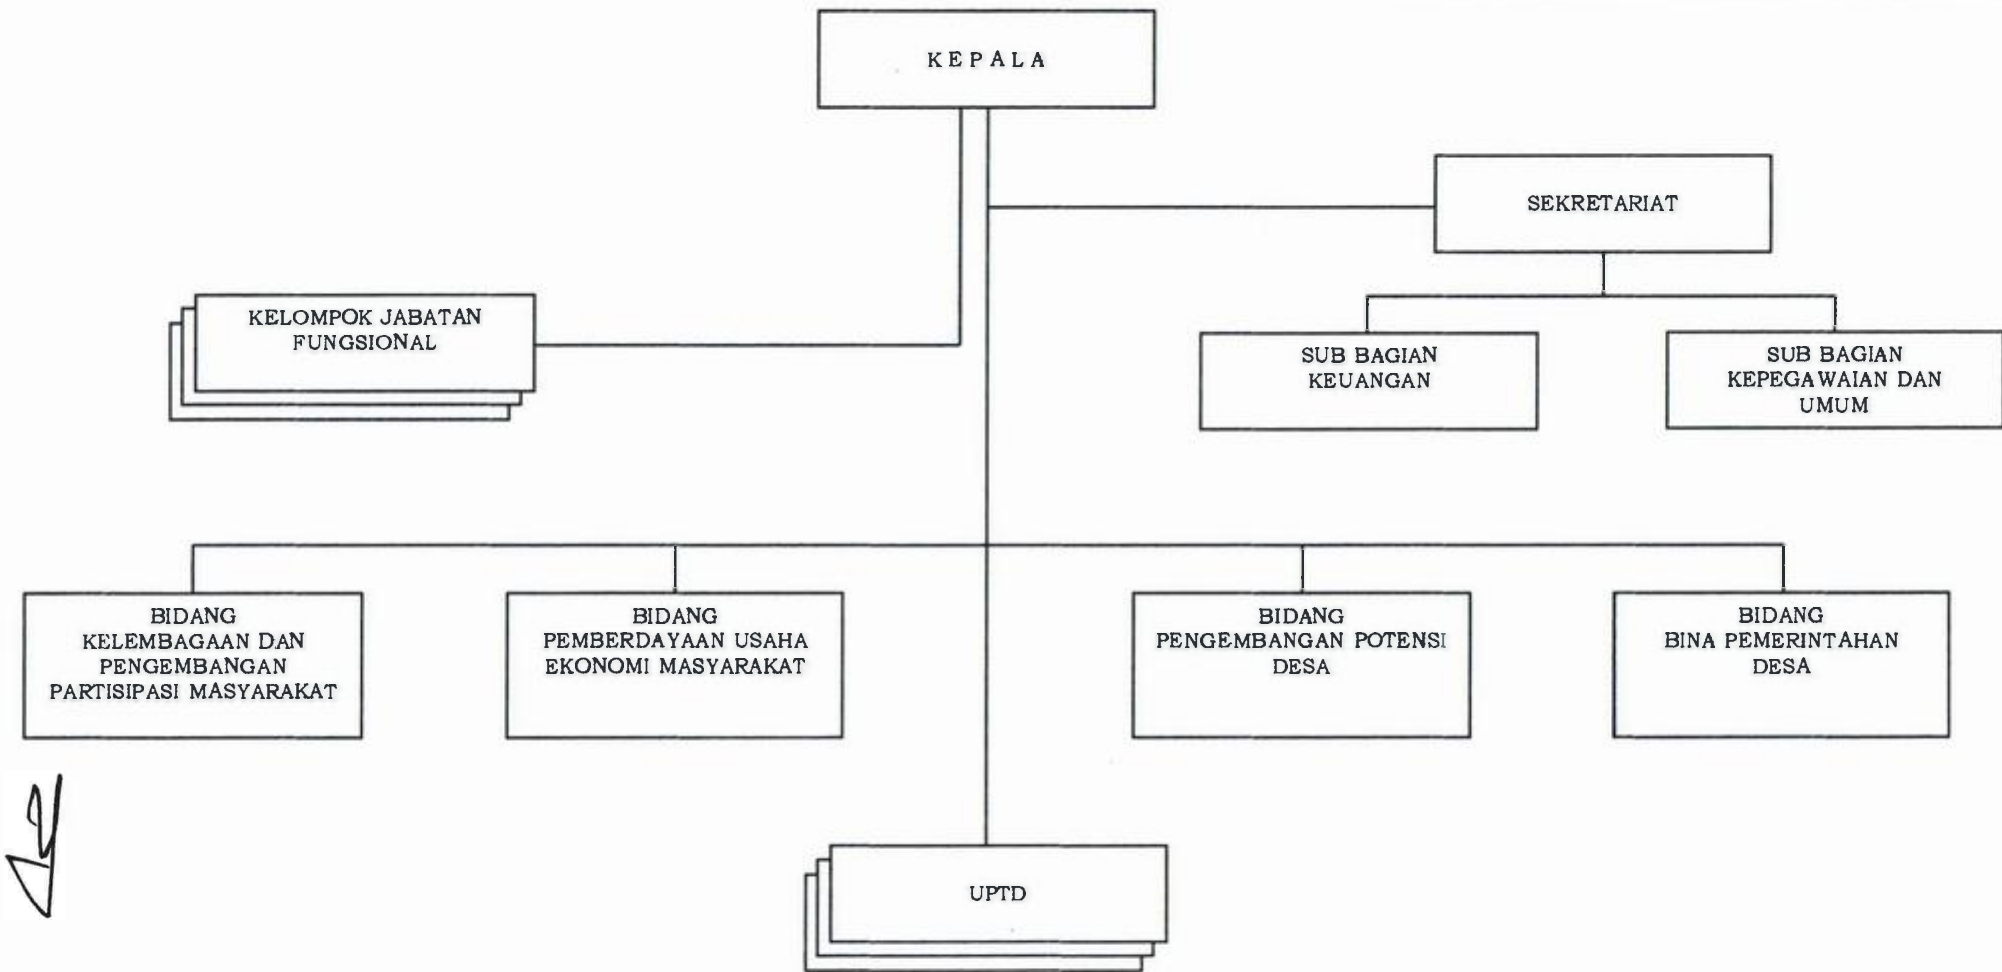 KEPALA
SEKRETARIAT
KELOMPOK JABATAN
FUNGSIONAL
SUB BAGIAN
KEUANGAN
SUB BAGIAN
KEPEGAWAIAN DAN
UMUM
BIDANG
KELEMBAGAAN DAN
PENGEMBANGAN
PARTISIPASI MASYARAKAT
BIDANG
PEMBERDAYAAN USAHA
EKONOMI MASYARAKAT
BIDANG
PENGEMBANGAN POTENSI
DESA
BIDANG
BINA PEMERINTAHAN
DESA
UPTD